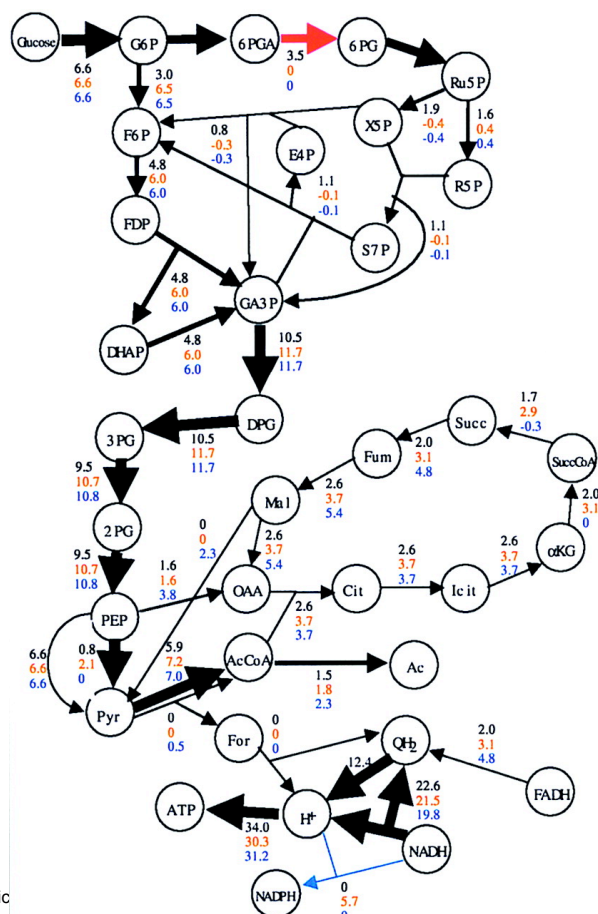 Glucose
G6P
6PGA
6PG
6.6
6.6
6.6
3.0
6.5
6.5
3.5
0
0
Ru5P
F6P
0.8
-0.3
-0.3
E4P
X5P
1.9
-0.4
-0.4
1.6
0.4
0.4
R5P
4.8
6.0
6.0
1.1
-0.1
-0.1
FDP
S7P
1.1
-0.1
-0.1
4.8
6.0
6.0
GA3P
DHAP
4.8
6.0
6.0
10.5
11.7
11.7
DPG
3PG
10.5
11.7
11.7
Succ
1.7
2.9
-0.3
SuccCoA
Fum
2.0
3.1
4.8
9.5
10.7
10.8
Mal
2.6
3.7
5.4
2.0
3.1
0
2PG
0
0
2.3
2.6
3.7
5.4
αKG
9.5
10.7
10.8
1.6
1.6
3.8
OAA
Cit
2.6
3.7
3.7
Icit
2.6
3.7
3.7
PEP
2.6
3.7
3.7
6.6
6.6
6.6
0.8
2.1
0
5.9
7.2
7.0
AcCoA
1.5
1.8
2.3
Ac
Pyr
0
0
0.5
For
0
0
0
QH2
2.0
3.1
4.8
FADH
12.4
22.6
21.5
19.8
ATP
34.0
30.3
31.2
H+
NADH
NADPH
0
5.7
ic